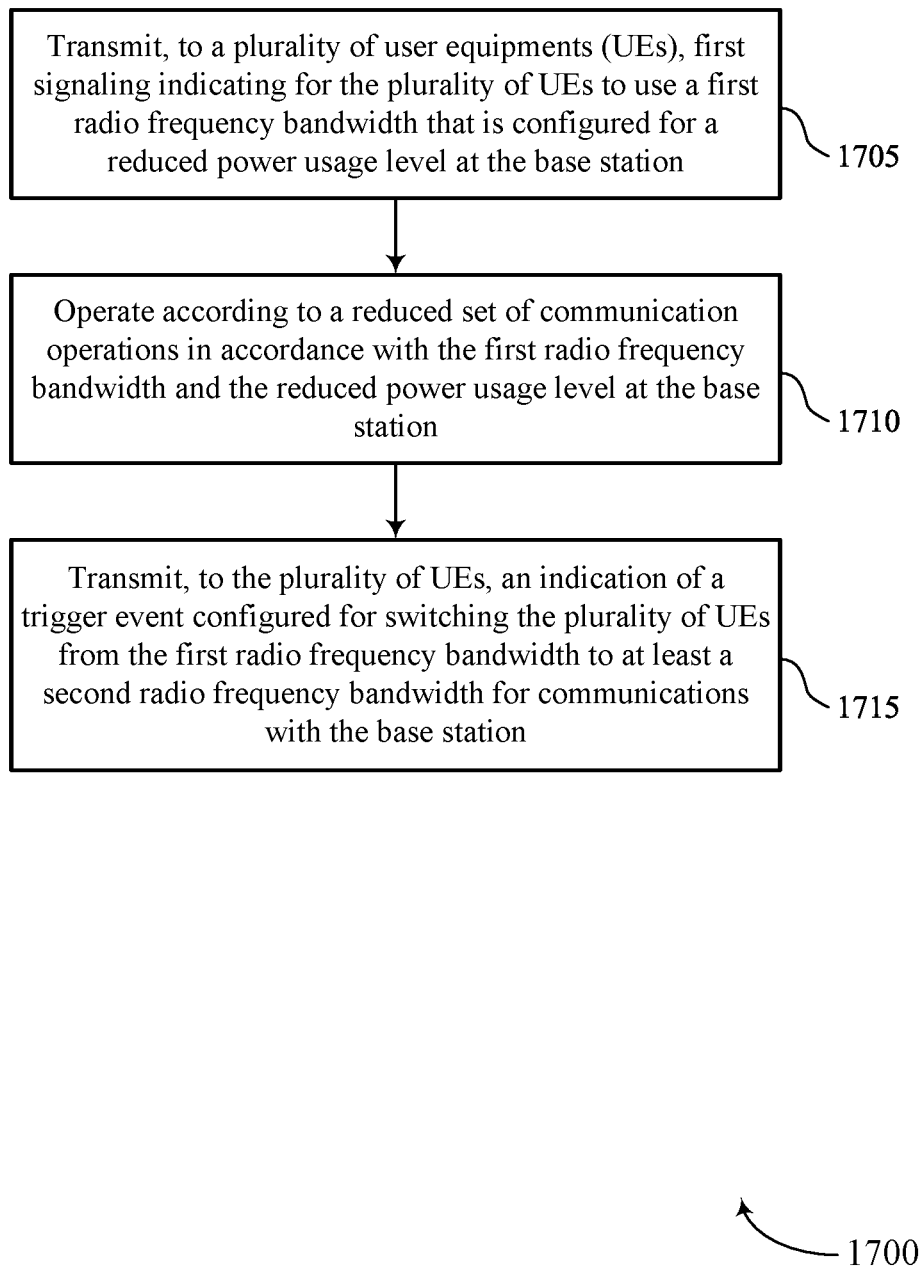 Transmit, to a plurality of user equipments (UEs), first
signaling indicating for the plurality of UEs to use a first
radio frequency bandwidth that is configured for a
reduced power usage level at the base station
1705
Operate according to a reduced set of communication
operations in accordance with the first radio frequency
bandwidth and the reduced power usage level at the base
station
1710
Transmit, to the plurality of UEs, an indication of a
trigger event configured for switching the plurality of UEs
from the first radio frequency bandwidth to at least a
second radio frequency bandwidth for communications
with the base station
1715
1700